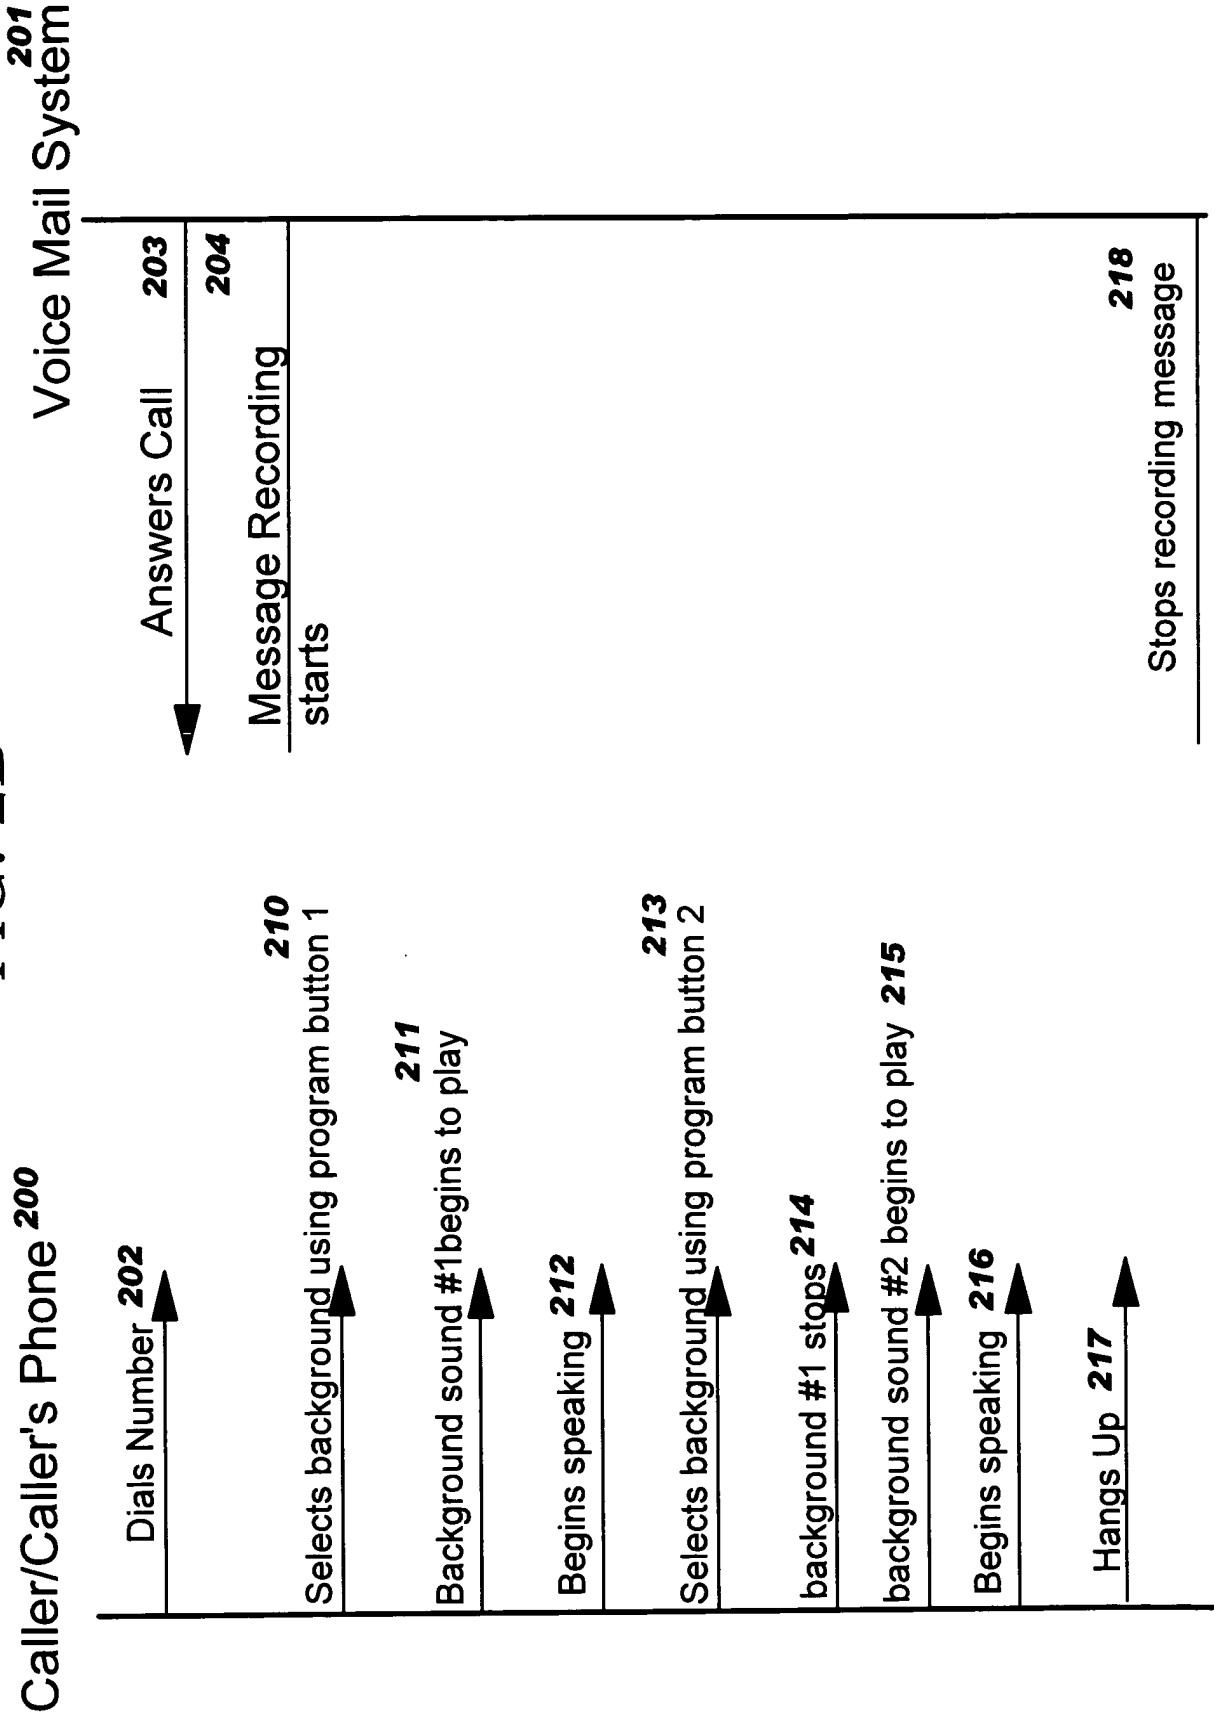 Caller/Caller's Phone 200
Voice Mail System 201
Dials Number 202
Answers Call 203
204
Message Recording
starts
210
Selects background using program button 1
211
Background sound #1begins to play
Begins speaking 212
213
Selects background using program button 2
background #1 stops 214
background sound #2 begins to play 215
Begins speaking 216
Hangs Up 217
218
Stops recording message